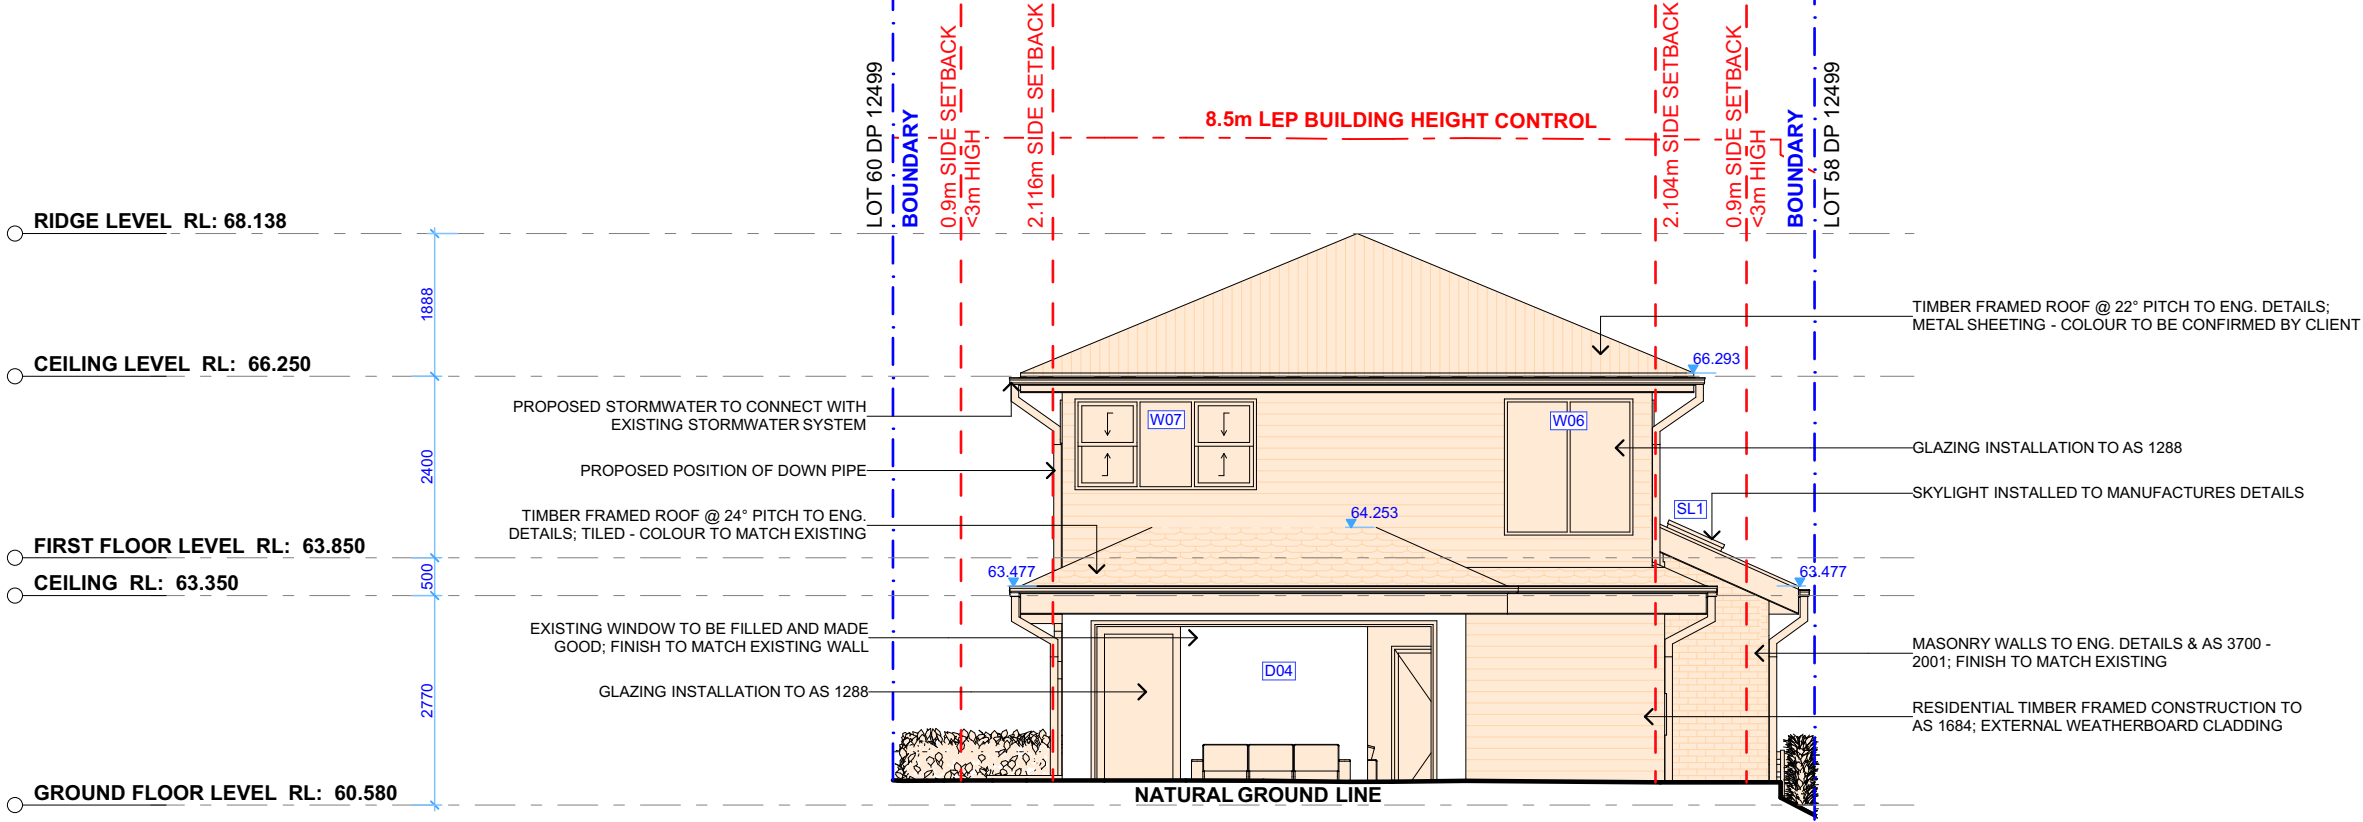 LOT 60 DP 12499
BOUNDARY
0.9m SIDE SETBACK
<3m HIGH
2.116m SIDE SETBACK
8.5m LEP BUILDING HEIGHT CONTROL
2.104m SIDE SETBACK
0.9m SIDE SETBACK
<3m HIGH
BOUNDARY
LOT 58 DP 12499
RIDGE LEVEL RL: 68.138
1888
CEILING LEVEL RL: 66.250
2400
FIRST FLOOR LEVEL RL: 63.850
500
CEILING RL: 63.350
2770
GROUND FLOOR LEVEL RL: 60.580
PROPOSED STORMWATER TO CONNECT WITH
EXISTING STORMWATER SYSTEM
PROPOSED POSITION OF DOWN PIPE
TIMBER FRAMED ROOF @ 24° PITCH TO ENG.
DETAILS; TILED - COLOUR TO MATCH EXISTING
63.477
EXISTING WINDOW TO BE FILLED AND MADE
GOOD; FINISH TO MATCH EXISTING WALL
GLAZING INSTALLATION TO AS 1288
W07
W06
66.293
64.253
SL1
63.477
D04
NATURAL GROUND LINE
TIMBER FRAMED ROOF @ 22° PITCH TO ENG. DETAILS;
METAL SHEETING - COLOUR TO BE CONFIRMED BY CLIENT
GLAZING INSTALLATION TO AS 1288
SKYLIGHT INSTALLED TO MANUFACTURES DETAILS
MASONRY WALLS TO ENG. DETAILS & AS 3700 -
2001; FINISH TO MATCH EXISTING
RESIDENTIAL TIMBER FRAMED CONSTRUCTION TO
AS 1684; EXTERNAL WEATHERBOARD CLADDING